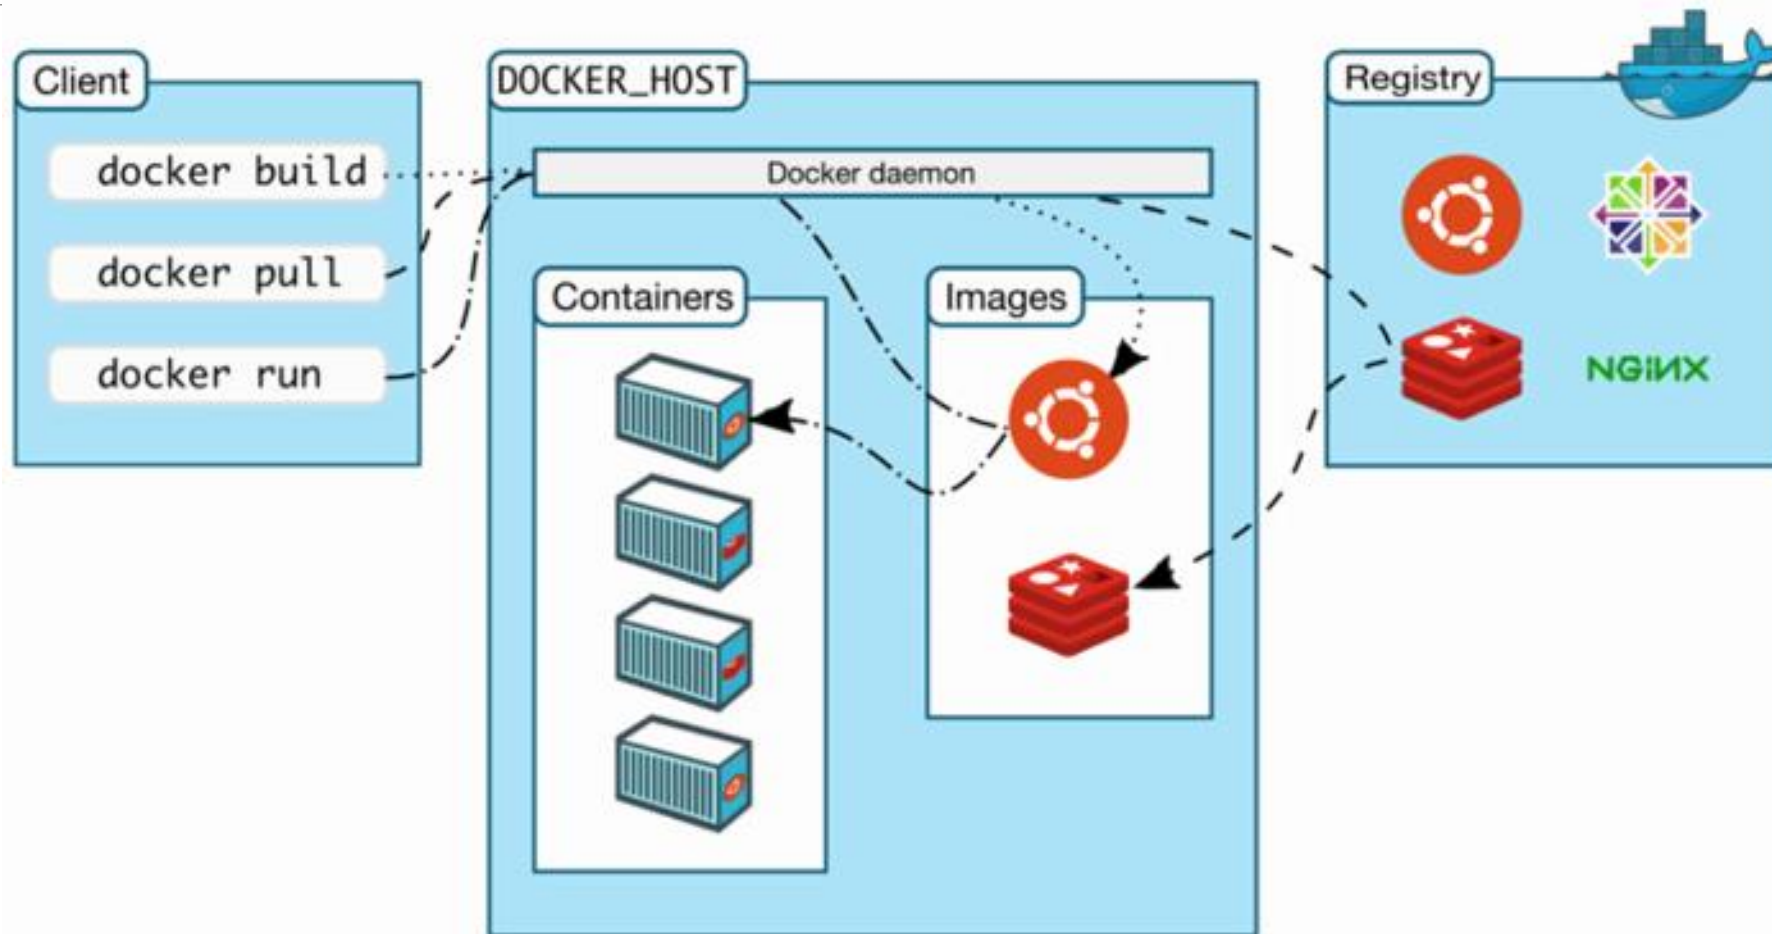 Client
docker build
docker pull
docker run
DOCKER_HOST
Docker daemon
Containers
Images
Registry
NGiNX